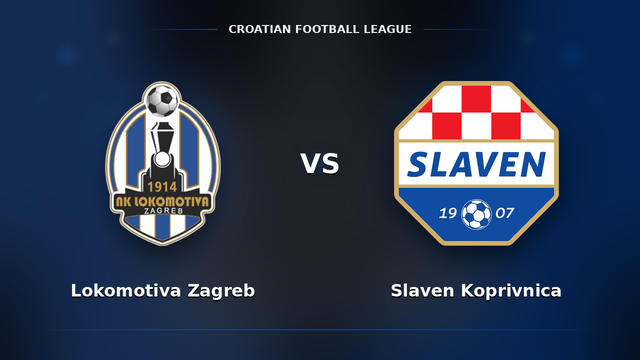 CROATIAN FOOTBALL LEAGUE
1914
NK LOKOMOTIVA
ZAGREB
VS
SLAVEN
19 07
Lokomotiva Zagreb
Slaven Koprivnica